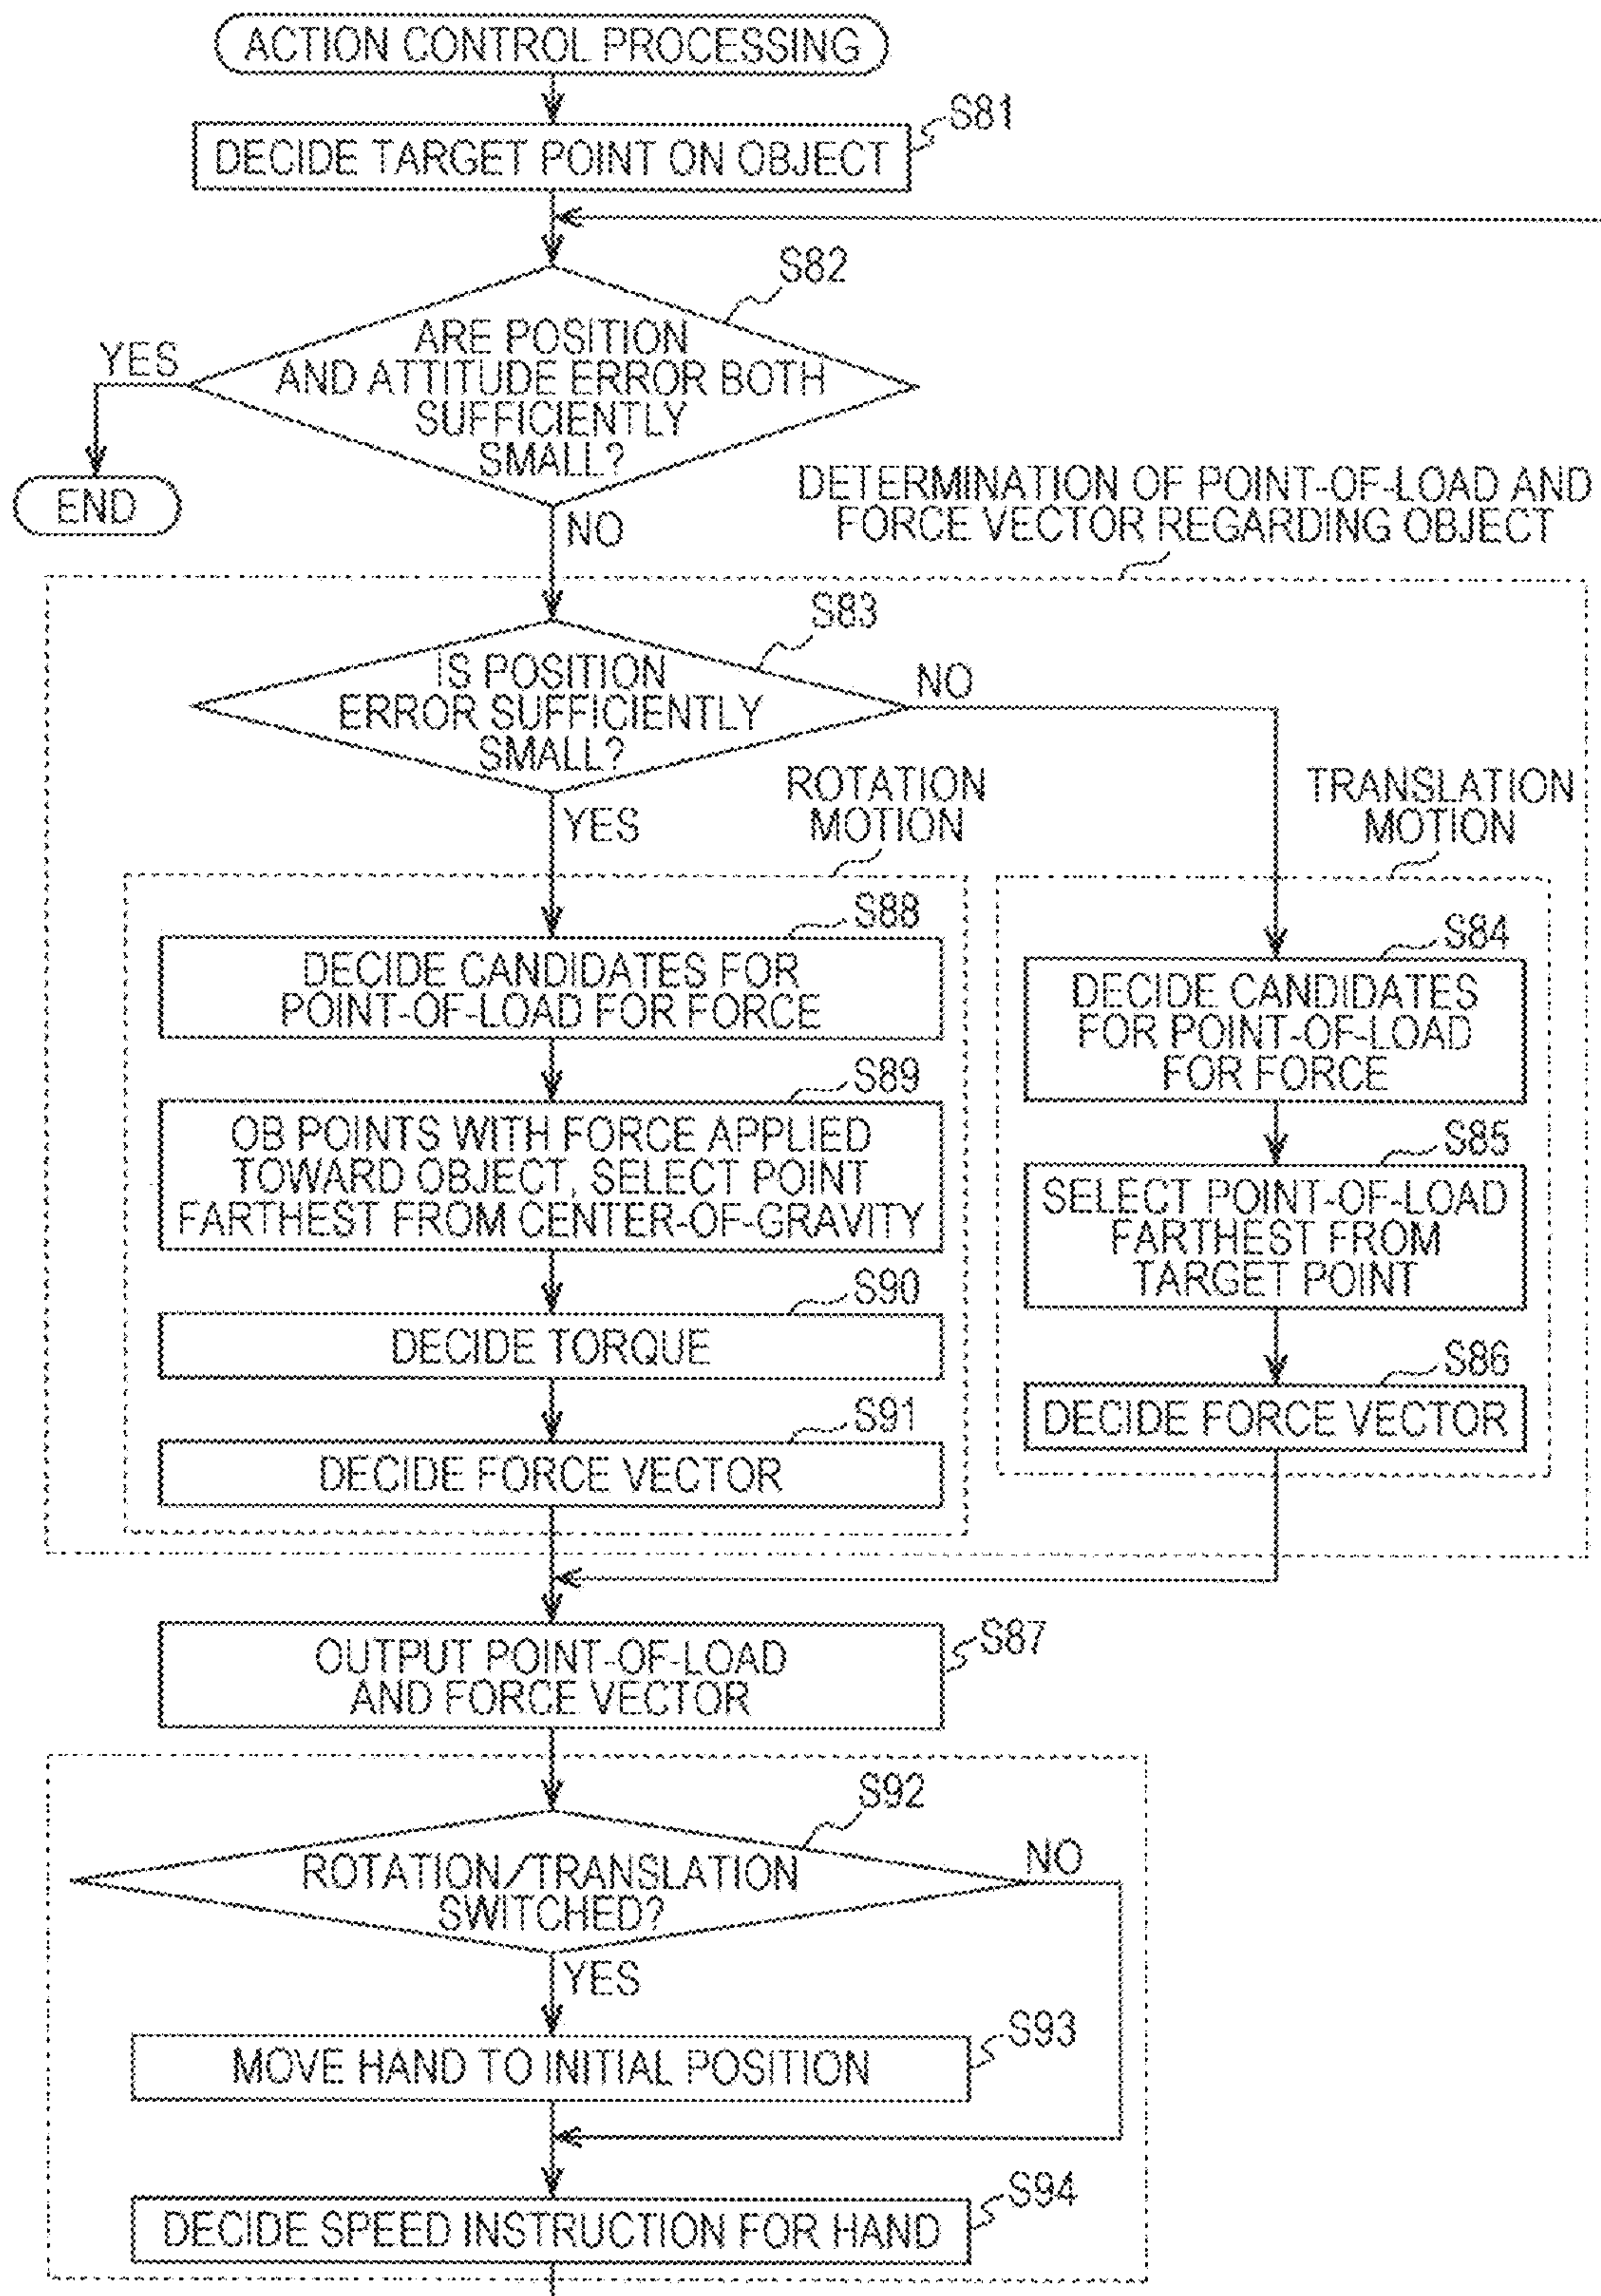 ACTION CONTROL PROCESSING
S81
DECIDE TARGET POINT ON OBJECT
S82
ARE POSITION
AND ATTITUDE ERROR BOTH
SUFFICIENTLY
SMALL?
YES
END
NO
DETERMINATION OF POINT-OF-LOAD AND
FORCE VECTOR REGARDING OBJECT
S83
IS POSITION
ERROR SUFFICIENTLY
SMALL?
NO
YES
ROTATION
MOTION
TRANSLATION
MOTION
S88
DECIDE CANDIDATES FOR
POINT-OF-LOAD FOR FORCE
S89
OB POINTS WITH FORCE APPLIED
TOWARD OBJECT, SELECT POINT
FARTHEST FROM CENTER-OF-GRAVITY
S90
DECIDE TORQUE
S91
DECIDE FORCE VECTOR
S84
DECIDE CANDIDATES
FOR POINT-OF-LOAD
FOR FORCE
S85
SELECT POINT-OF-LOAD
FARTHEST FROM
TARGET POINT
S86
DECIDE FORCE VECTOR
S87
OUTPUT POINT-OF-LOAD
AND FORCE VECTOR
S92
ROTATION/TRANSLATION
SWITCHED?
NO
YES
S93
MOVE HAND TO INITIAL POSITION
S94
DECIDE SPEED INSTRUCTION FOR HAND